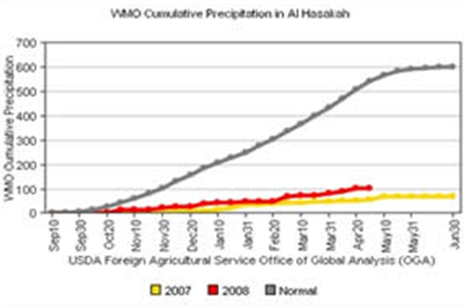 WMO Cumulative Precipitation in Al Hasakah
WMO Cumulative Precipitation
700
600
500
400
300
200
100
0
Sep10
Sep30
Oct20
Nov10
Nov30
Dec20
Jan10
Jan31
Feb20
Mar10
Mar31
Apr20
May10
May31
Jun30
USDA Foreign Agricultural Service Office of Global Analysis (OGA)
2007 2008 Normal